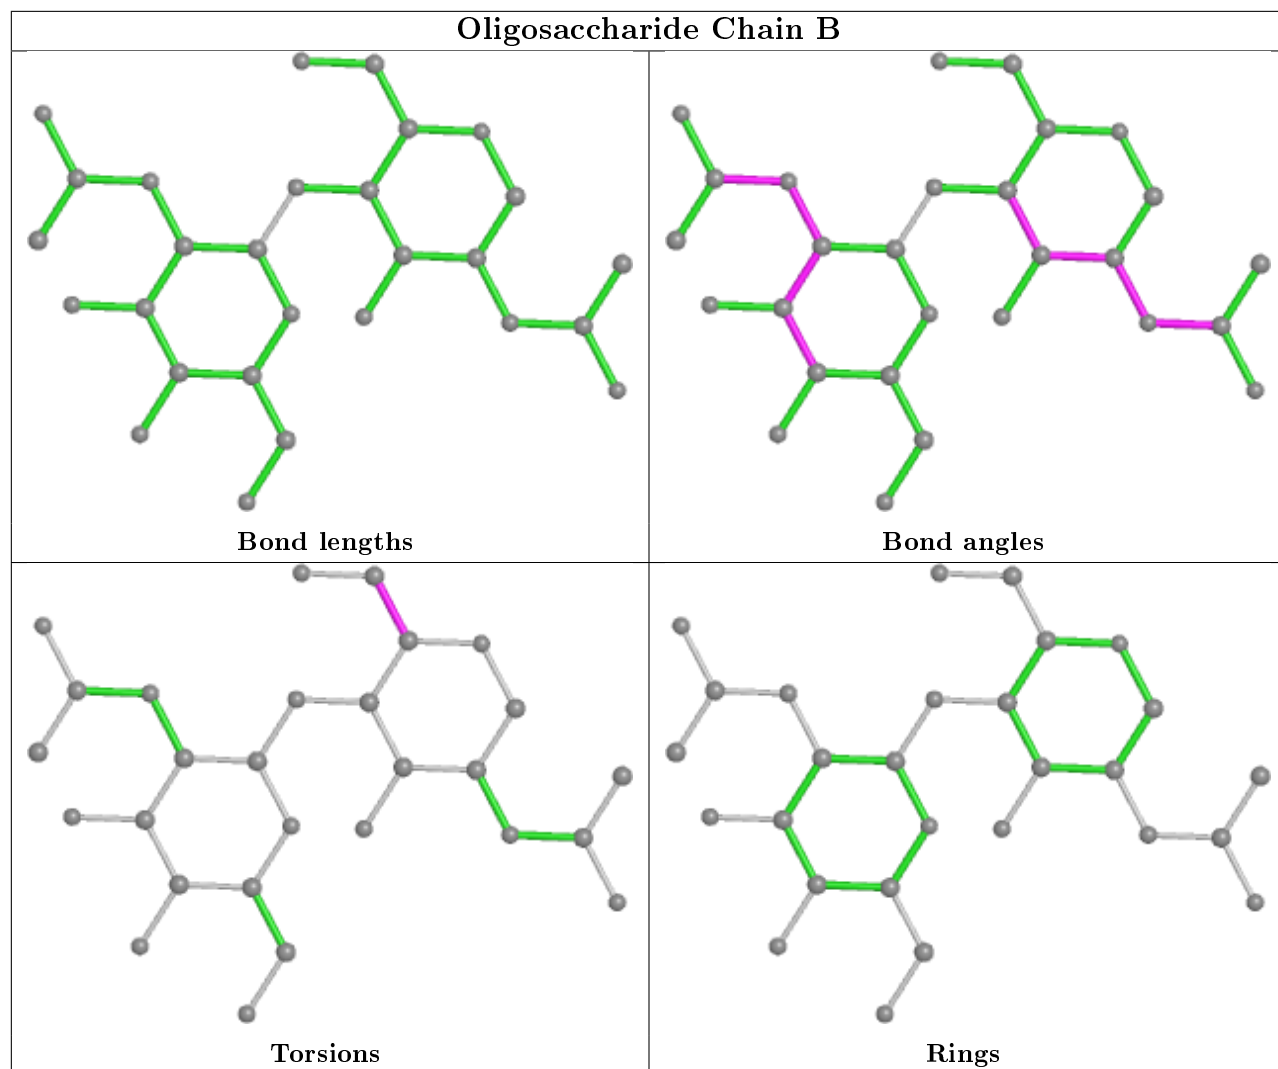 Oligosaccharide Chain B
Bond lengths
Bond angles
Torsions
Rings